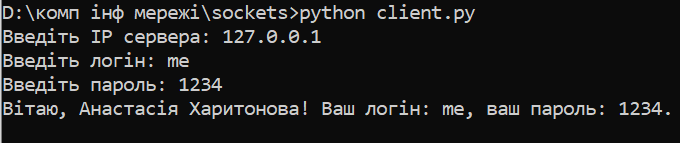 D:\комп інф мережі\sockets>python client.py
Введіть IP сервера: 127.0.0.1
Введіть логін: me
Введіть пароль: 1234
Вітаю, Анастасія Харитонова! Ваш логін: me, ваш пароль: 1234.